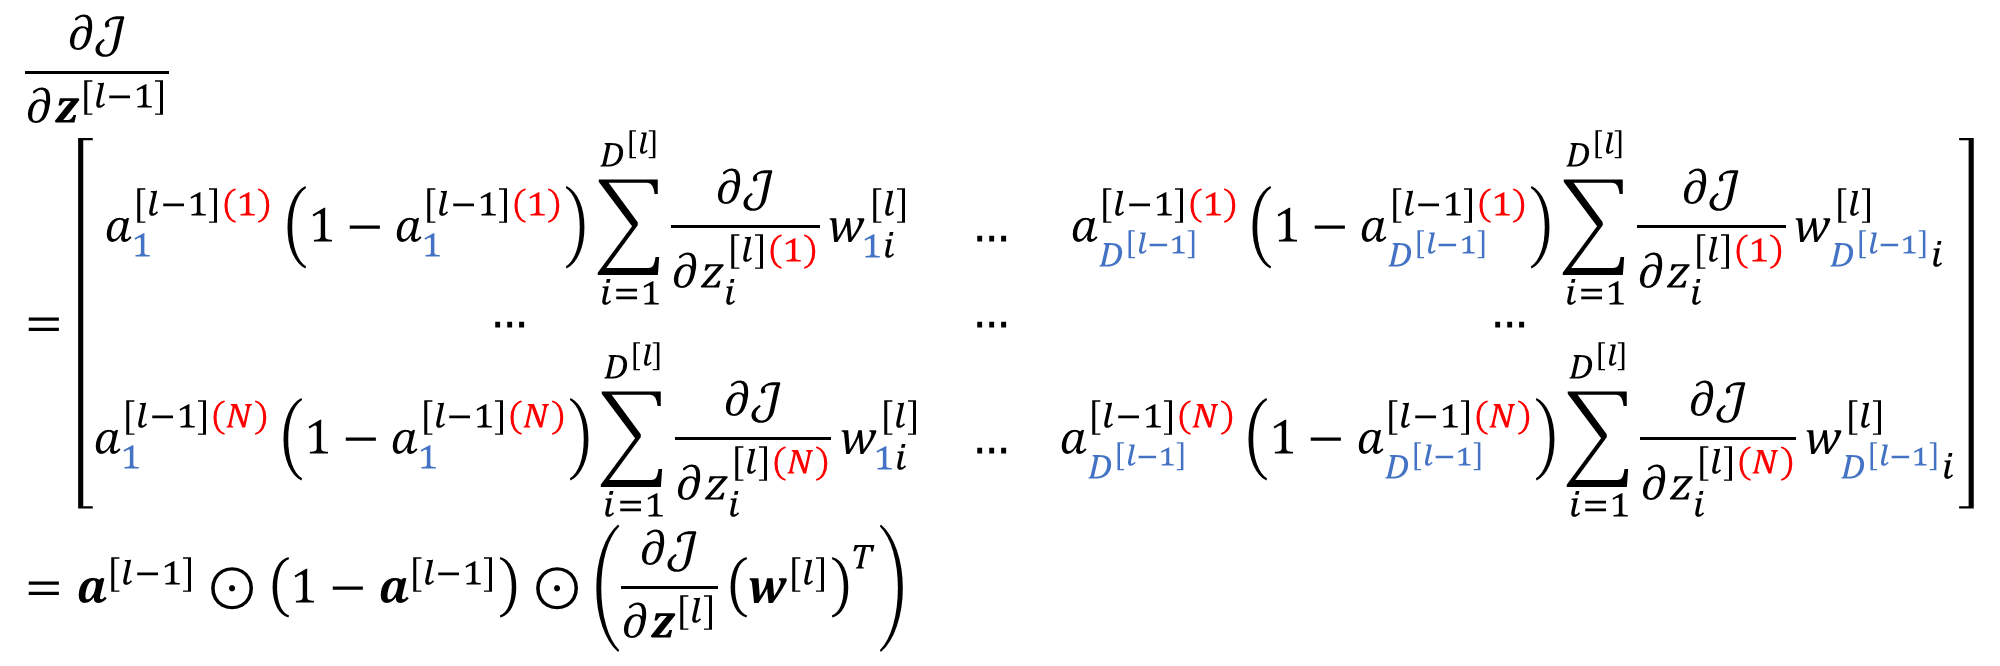 ∂𝒥/∂𝒛^[l−1]
= [ a_1^[l−1](1) (1 − a_1^[l−1](1)) ∑_{i=1}^{D^[l]} ∂𝒥/∂z_i^[l](1) w_{1i}^[l] … a_{D^[l−1]}^[l−1](1) (1 − a_{D^[l−1]}^[l−1](1)) ∑_{i=1}^{D^[l]} ∂𝒥/∂z_i^[l](1) w_{D^[l−1]i}^[l]
… … …
a_1^[l−1](N) (1 − a_1^[l−1](N)) ∑_{i=1}^{D^[l]} ∂𝒥/∂z_i^[l](N) w_{1i}^[l] … a_{D^[l−1]}^[l−1](N) (1 − a_{D^[l−1]}^[l−1](N)) ∑_{i=1}^{D^[l]} ∂𝒥/∂z_i^[l](N) w_{D^[l−1]i}^[l] ]
= 𝒂^[l−1] ⊙ (1 − 𝒂^[l−1]) ⊙ (∂𝒥/∂𝒛^[l] (𝒘^[l])^T)